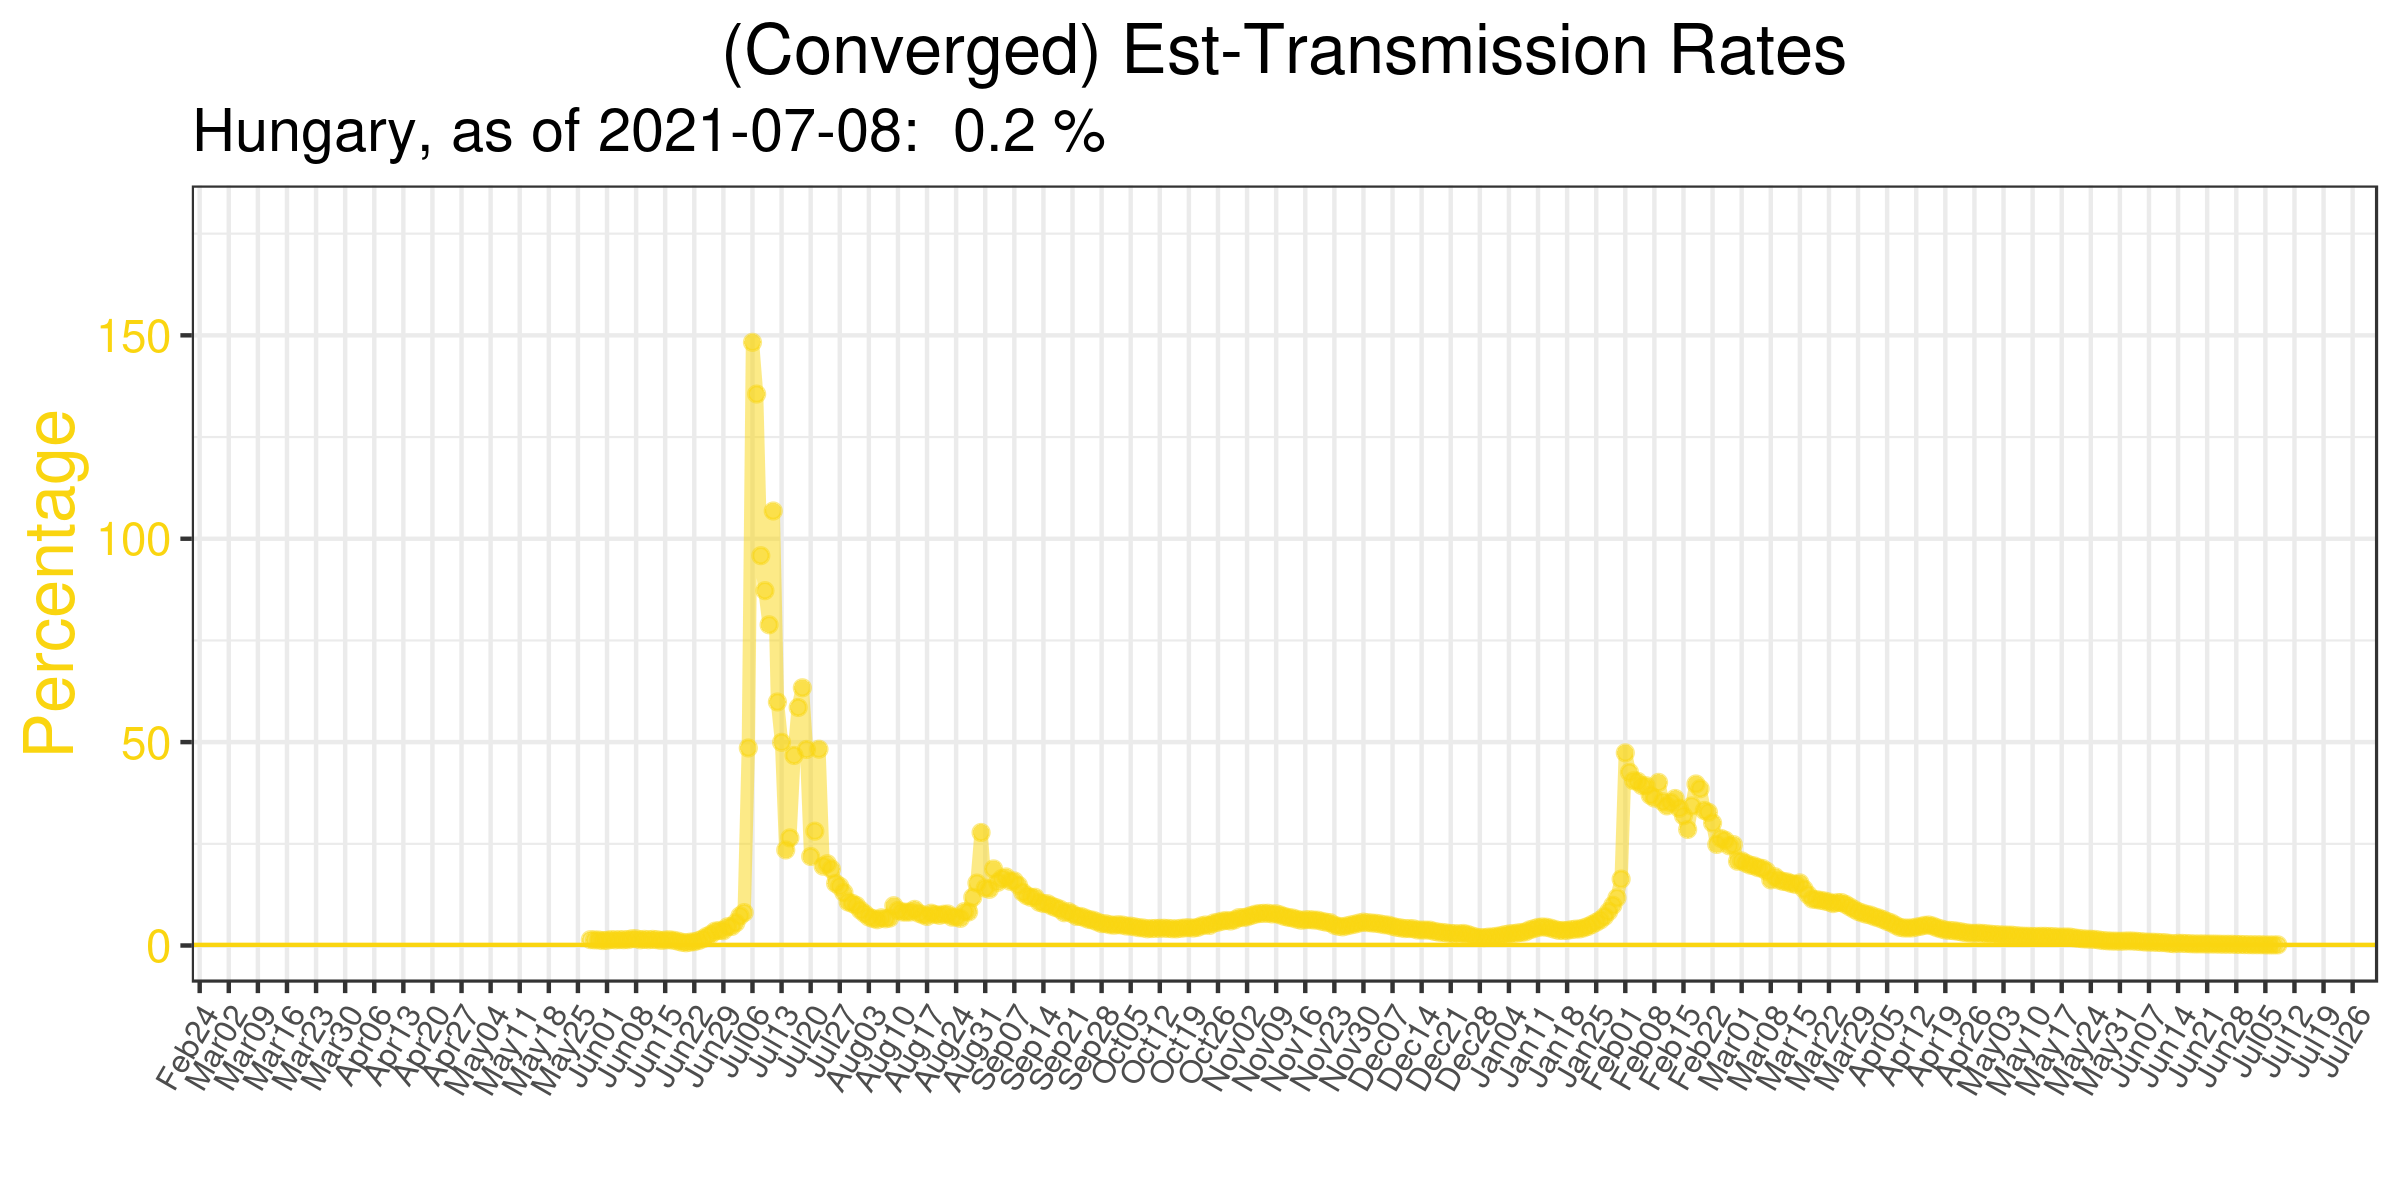 (Converged) Est-Transmission Rates
Hungary, as of 2021-07-08:  0.2 %
Percentage
150
100
50
0
Feb24
Mar02
Mar09
Mar16
Mar23
Mar30
Apr06
Apr13
Apr20
Apr27
May04
May11
May18
May25
Jun01
Jun08
Jun15
Jun22
Jun29
Jul06
Jul13
Jul20
Jul27
Aug03
Aug10
Aug17
Aug24
Aug31
Sep07
Sep14
Sep21
Sep28
Oct05
Oct12
Oct19
Oct26
Nov02
Nov09
Nov16
Nov23
Nov30
Dec07
Dec14
Dec21
Dec28
Jan04
Jan11
Jan18
Jan25
Feb01
Feb08
Feb15
Feb22
Mar01
Mar08
Mar15
Mar22
Mar29
Apr05
Apr12
Apr19
Apr26
May03
May10
May17
May24
May31
Jun07
Jun14
Jun21
Jun28
Jul05
Jul12
Jul19
Jul26